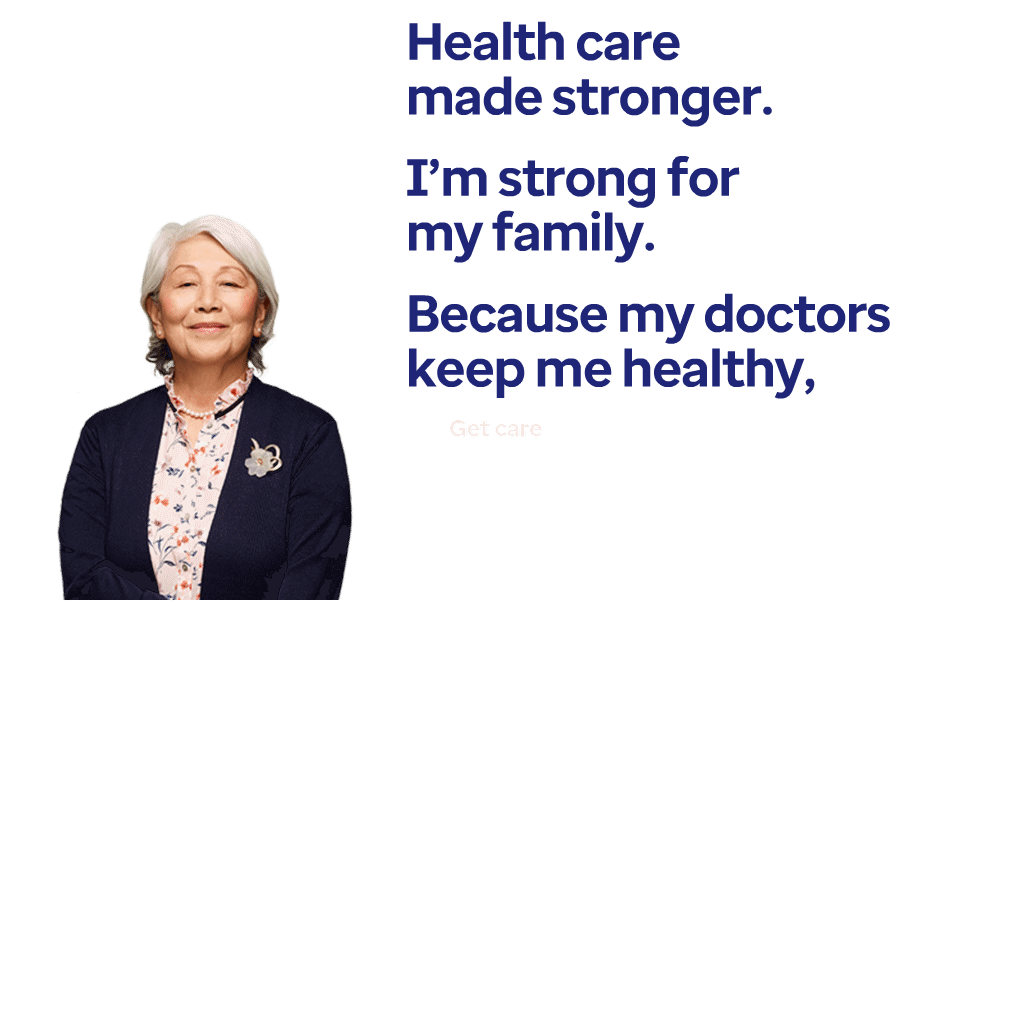 Health care
made stronger.
I’m strong for
my family.
Because my doctors
keep me healthy,
Get care